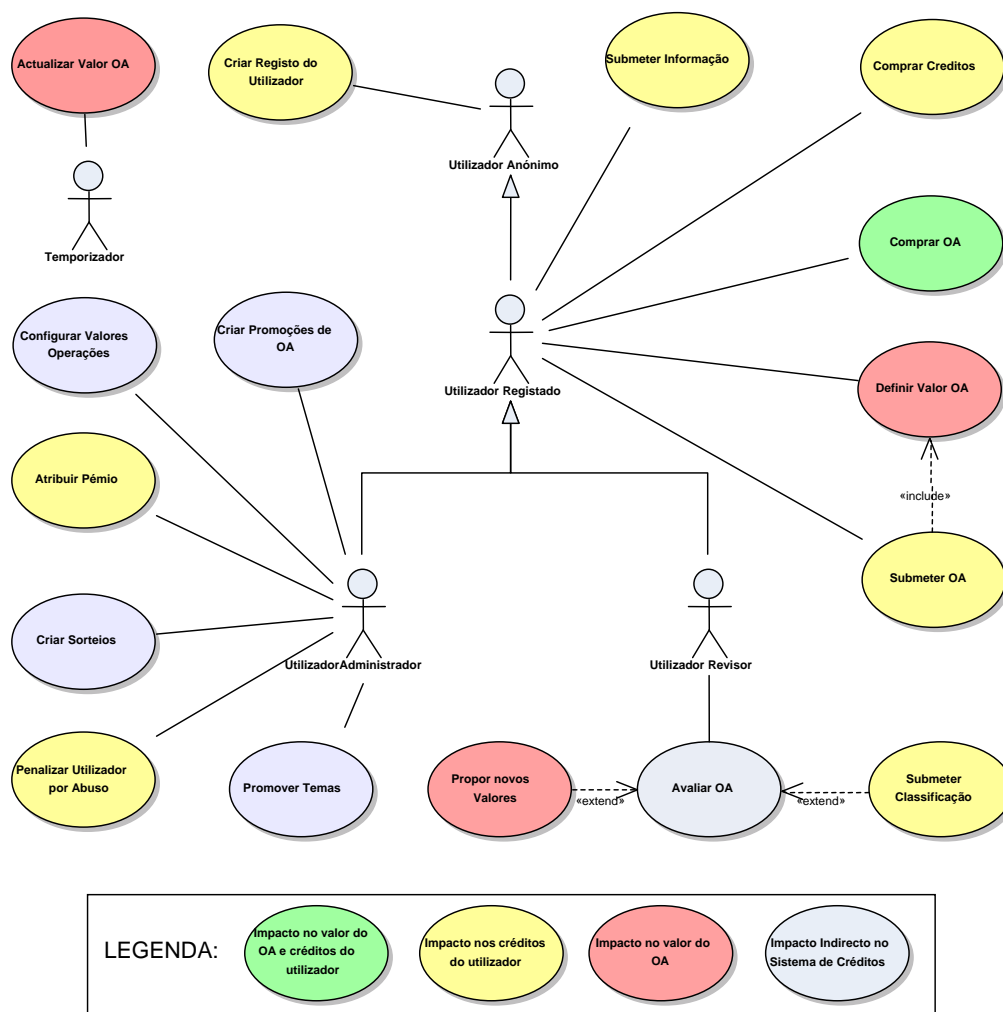 Actualizar Valor OA
Criar Registo do
Utilizador
Submeter Informação
Comprar Creditos
Utilizador Anónimo
Temporizador
Comprar OA
Configurar Valores
Operações
Criar Promoções de
OA
Utilizador Registado
Definir Valor OA
Atribuir Pémio
«include»
Submeter OA
Criar Sorteios
UtilizadorAdministrador
Utilizador Revisor
Penalizar Utilizador
por Abuso
Promover Temas
Propor novos
Valores
«extend»
Avaliar OA
«extend»
Submeter
Classificação
LEGENDA:
Impacto no valor do
OA e créditos do
utilizador
Impacto nos créditos
do utilizador
Impacto no valor do
OA
Impacto Indirecto no
Sistema de Créditos